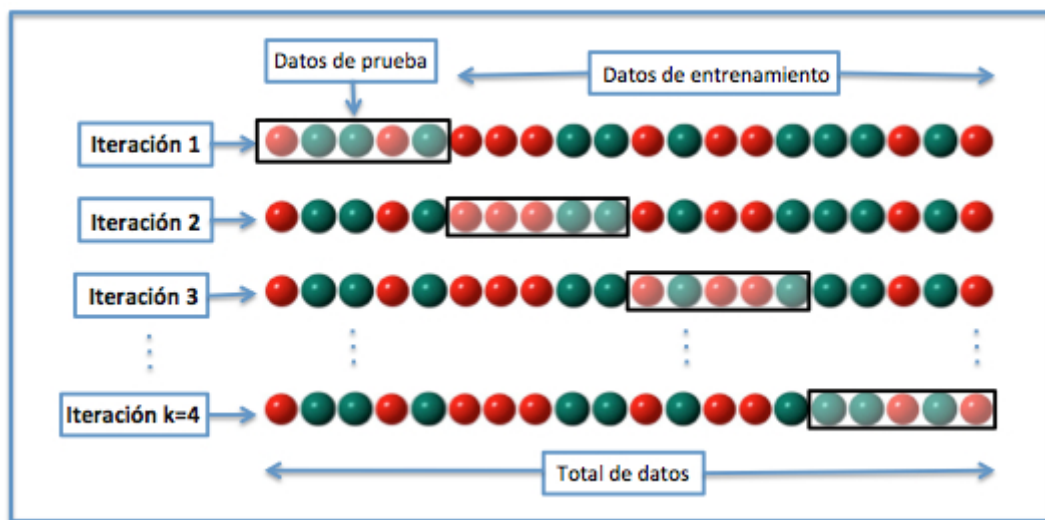 Datos de prueba
Datos de entrenamiento
Iteración 1
Iteración 2
Iteración 3
Iteración k=4
Total de datos